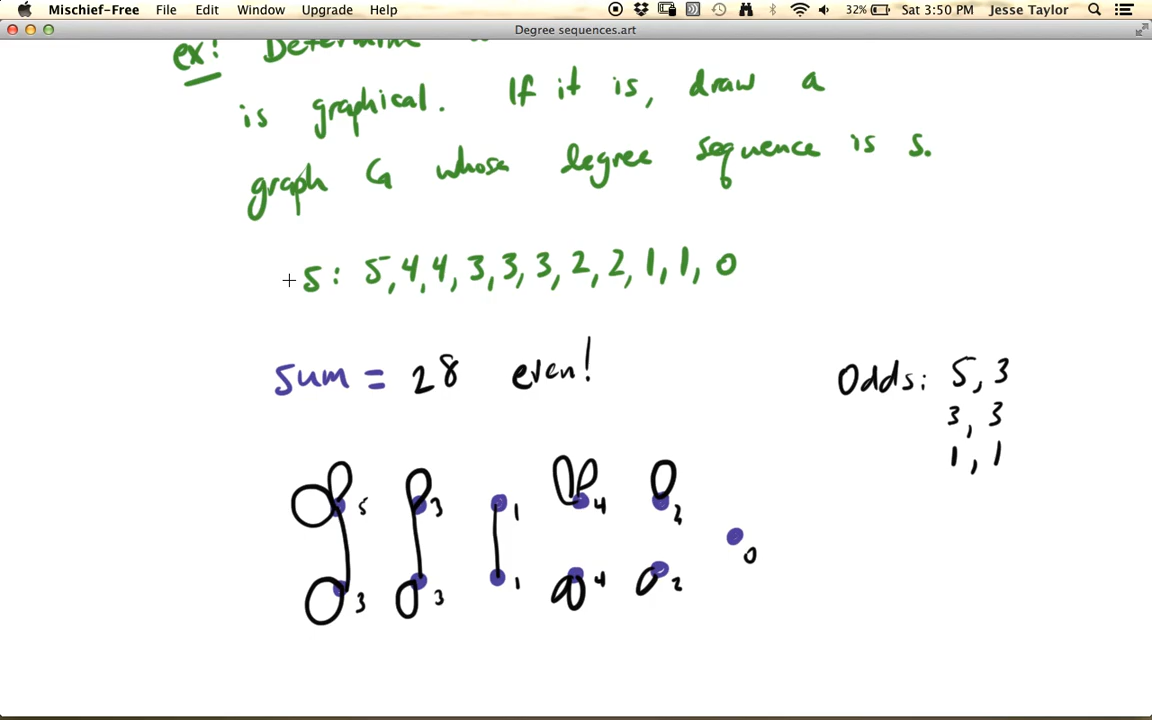 Mischief-Free File Edit Window Upgrade Help 32% Sat 3:50 PM Jesse Taylor
Degree sequences.art
ex: Determine
is graphical. If it is, draw a
graph G whose degree sequence is s.
s: 5, 4, 4, 3, 3, 3, 2, 2, 1, 1, 0
sum = 28 even!
Odds: 5, 3
3, 3
1, 1
5 3 1 4 2
0
3 3 1 4 2